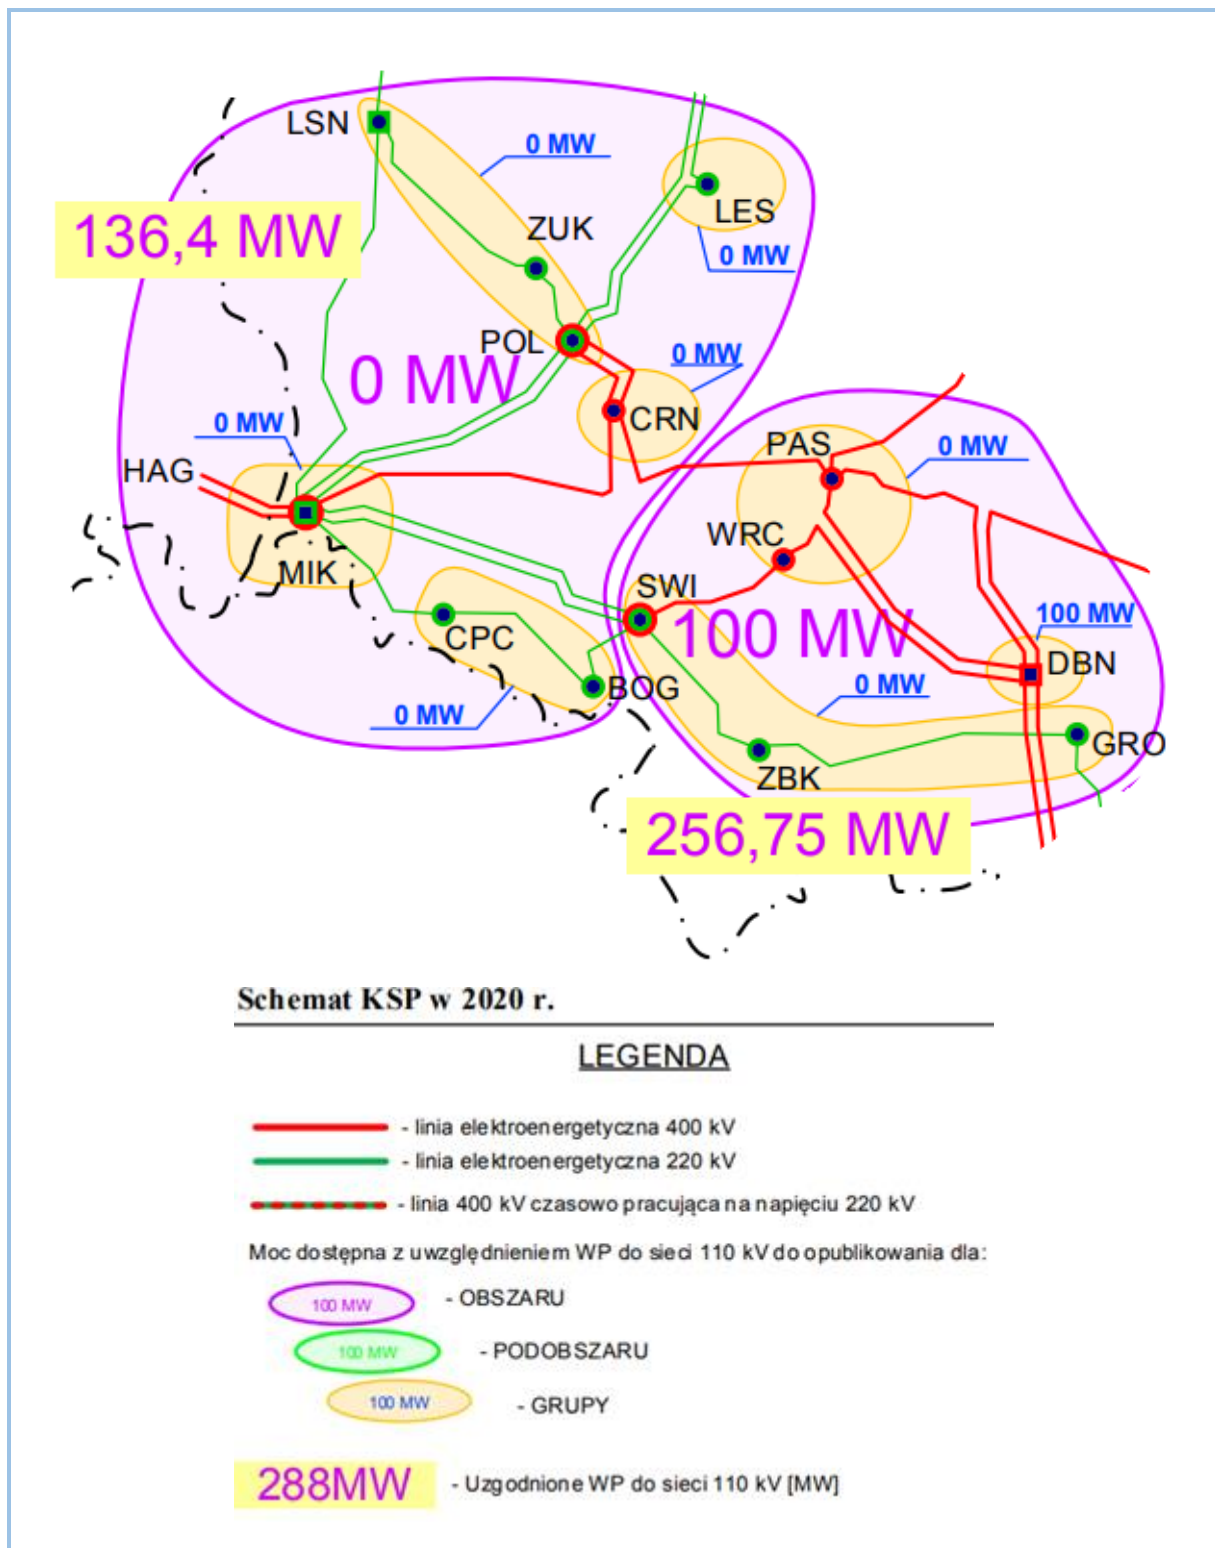 LSN
0 MW
LES
136,4 MW
ZUK
0 MW
POL
0 MW
0 MW
CRN
0 MW
HAG
PAS
0 MW
WRC
MIK
SWI
100 MW
100 MW
CPC
DBN
BOG
0 MW
0 MW
GRO
ZBK
256,75 MW
Schemat KSP w 2020 r.
LEGENDA
- linia elektroenergetyczna 400 kV
- linia elektroenergetyczna 220 kV
- linia 400 kV czasowo pracująca na napięciu 220 kV
Moc dostępna z uwzględnieniem WP do sieci 110 kV do opublikowania dla:
100 MW - OBSZARU
100 MW - PODOBSZARU
100 MW - GRUPY
288MW - Uzgodnione WP do sieci 110 kV [MW]